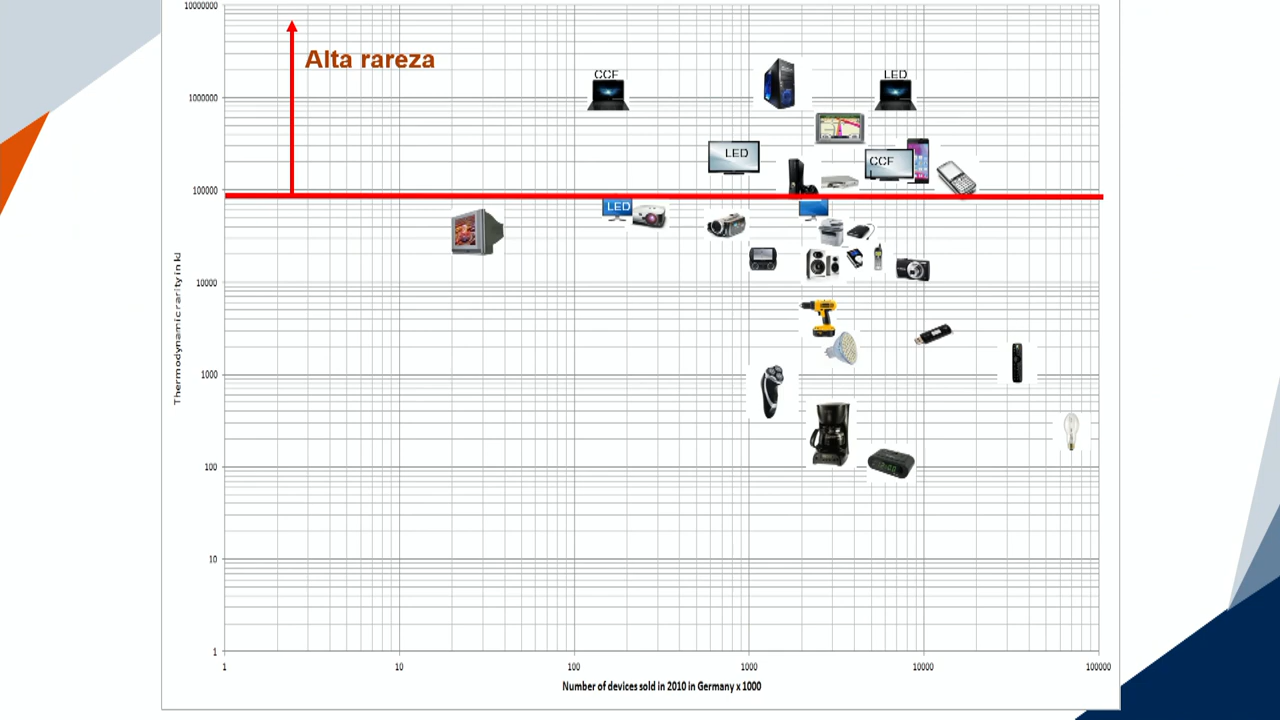 10000000
Alta rareza
CCF
LED
1000000
LED
CCF
100000
LED
Thermodynamic rarity in kJ
10000
1000
100
10
1
1
10
100
1000
10000
100000
Number of devices sold in 2010 in Germany x 1000